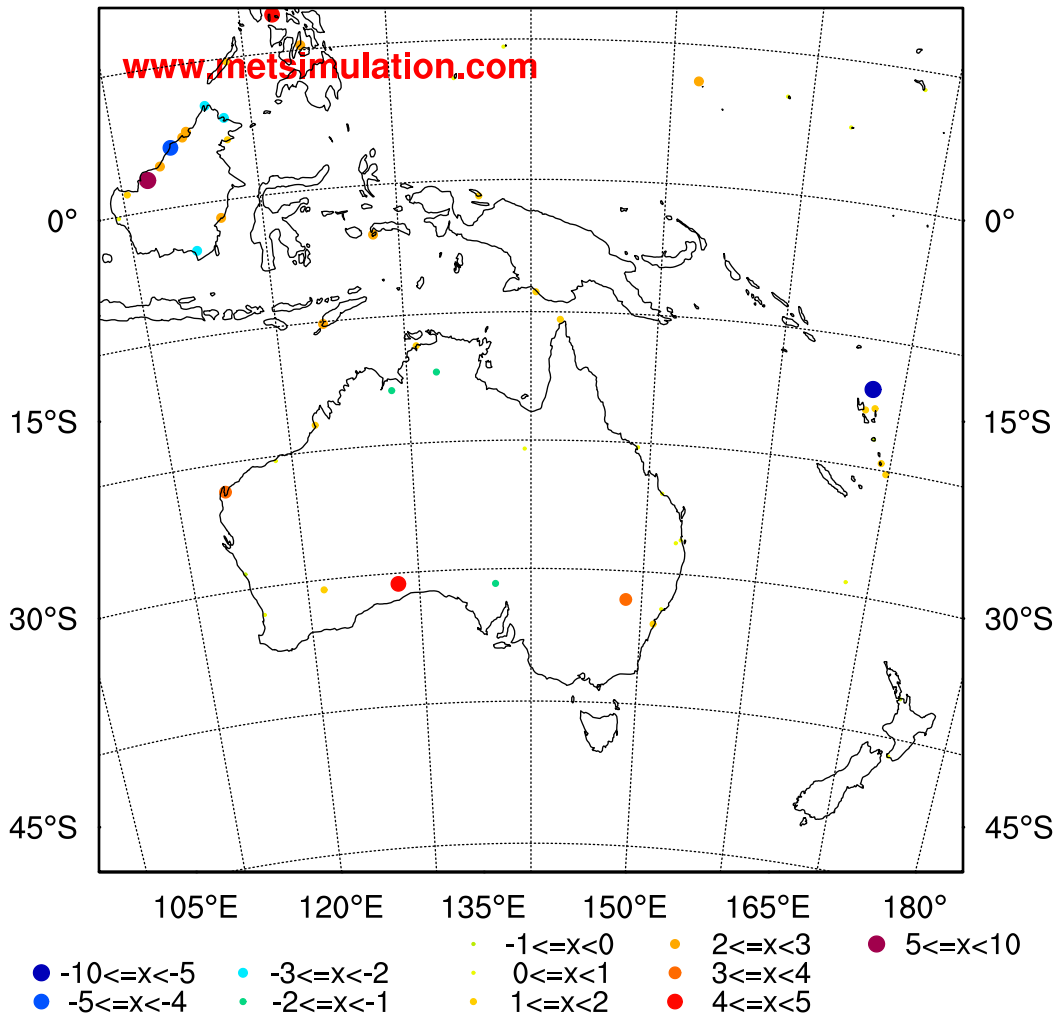 www.metsimulation.com
0° 0°
15°S 15°S
30°S 30°S
45°S 45°S
105°E 120°E 135°E 150°E 165°E 180°
-1<=x<0 2<=x<3 5<=x<10
-10<=x<-5 -3<=x<-2 0<=x<1 3<=x<4
-5<=x<-4 -2<=x<-1 1<=x<2 4<=x<5